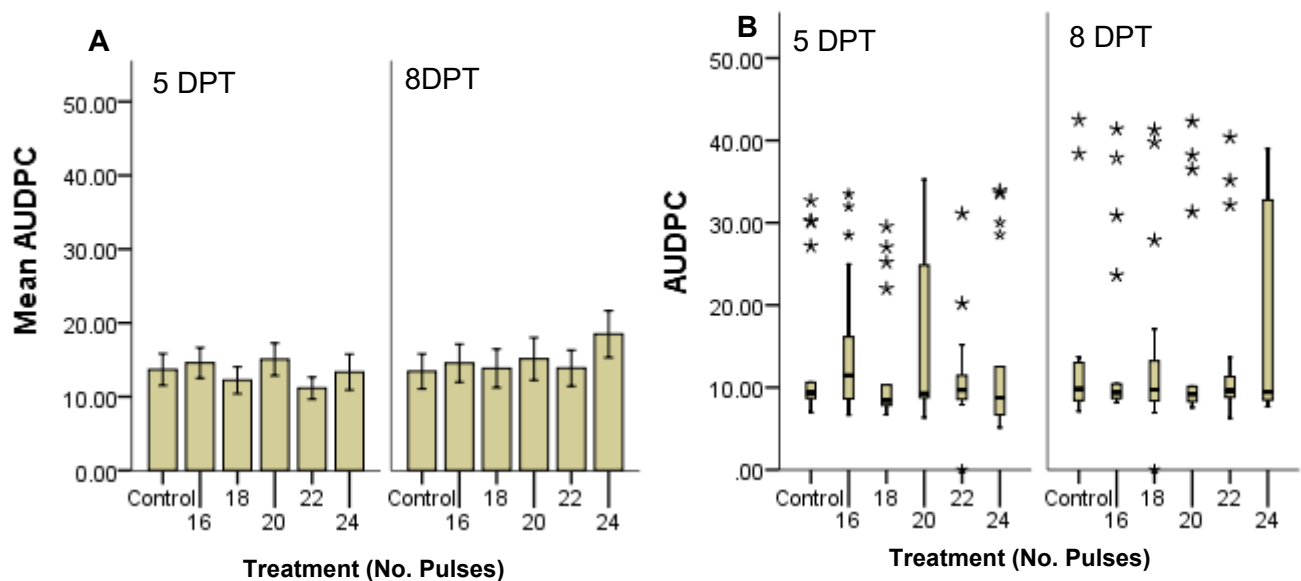 A
5 DPT
8DPT
Mean AUDPC
50.00
40.00
30.00
20.00
10.00
0.00
Control 18 22 Control 18 22
16 20 24 16 20 24
Treatment (No. Pulses)
B
5 DPT
8 DPT
AUDPC
50.00
40.00
30.00
20.00
10.00
.00
Control 18 22 Control 18 22
16 20 24 16 20 24
Treatment (No. Pulses)